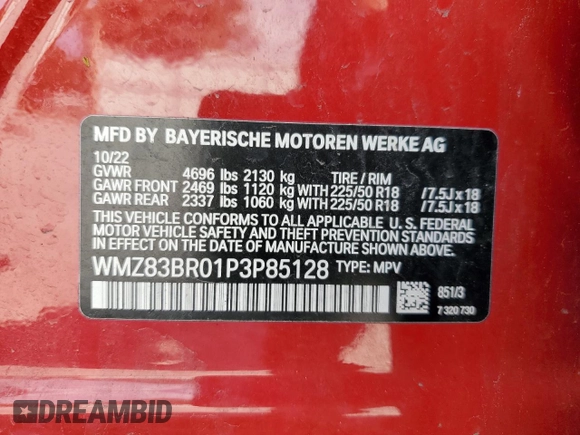 MFD BY BAYERISCHE MOTOREN WERKE AG
10/22
GVWR 4696 lbs 2130 kg TIRE / RIM
GAWR FRONT 2469 lbs 1120 kg WITH 225/50 R18 /7.5J x 18
GAWR REAR 2337 lbs 1060 kg WITH 225/50 R18 /7.5J x 18
THIS VEHICLE CONFORMS TO ALL APPLICABLE U. S. FEDERAL
MOTOR VEHICLE SAFETY AND THEFT PREVENTION STANDARDS
IN EFFECT ON THE DATE OF MANUFACTURE SHOWN ABOVE.
WMZ83BR01P3P85128 TYPE: MPV
851/3
7 320 730
DREAMBID